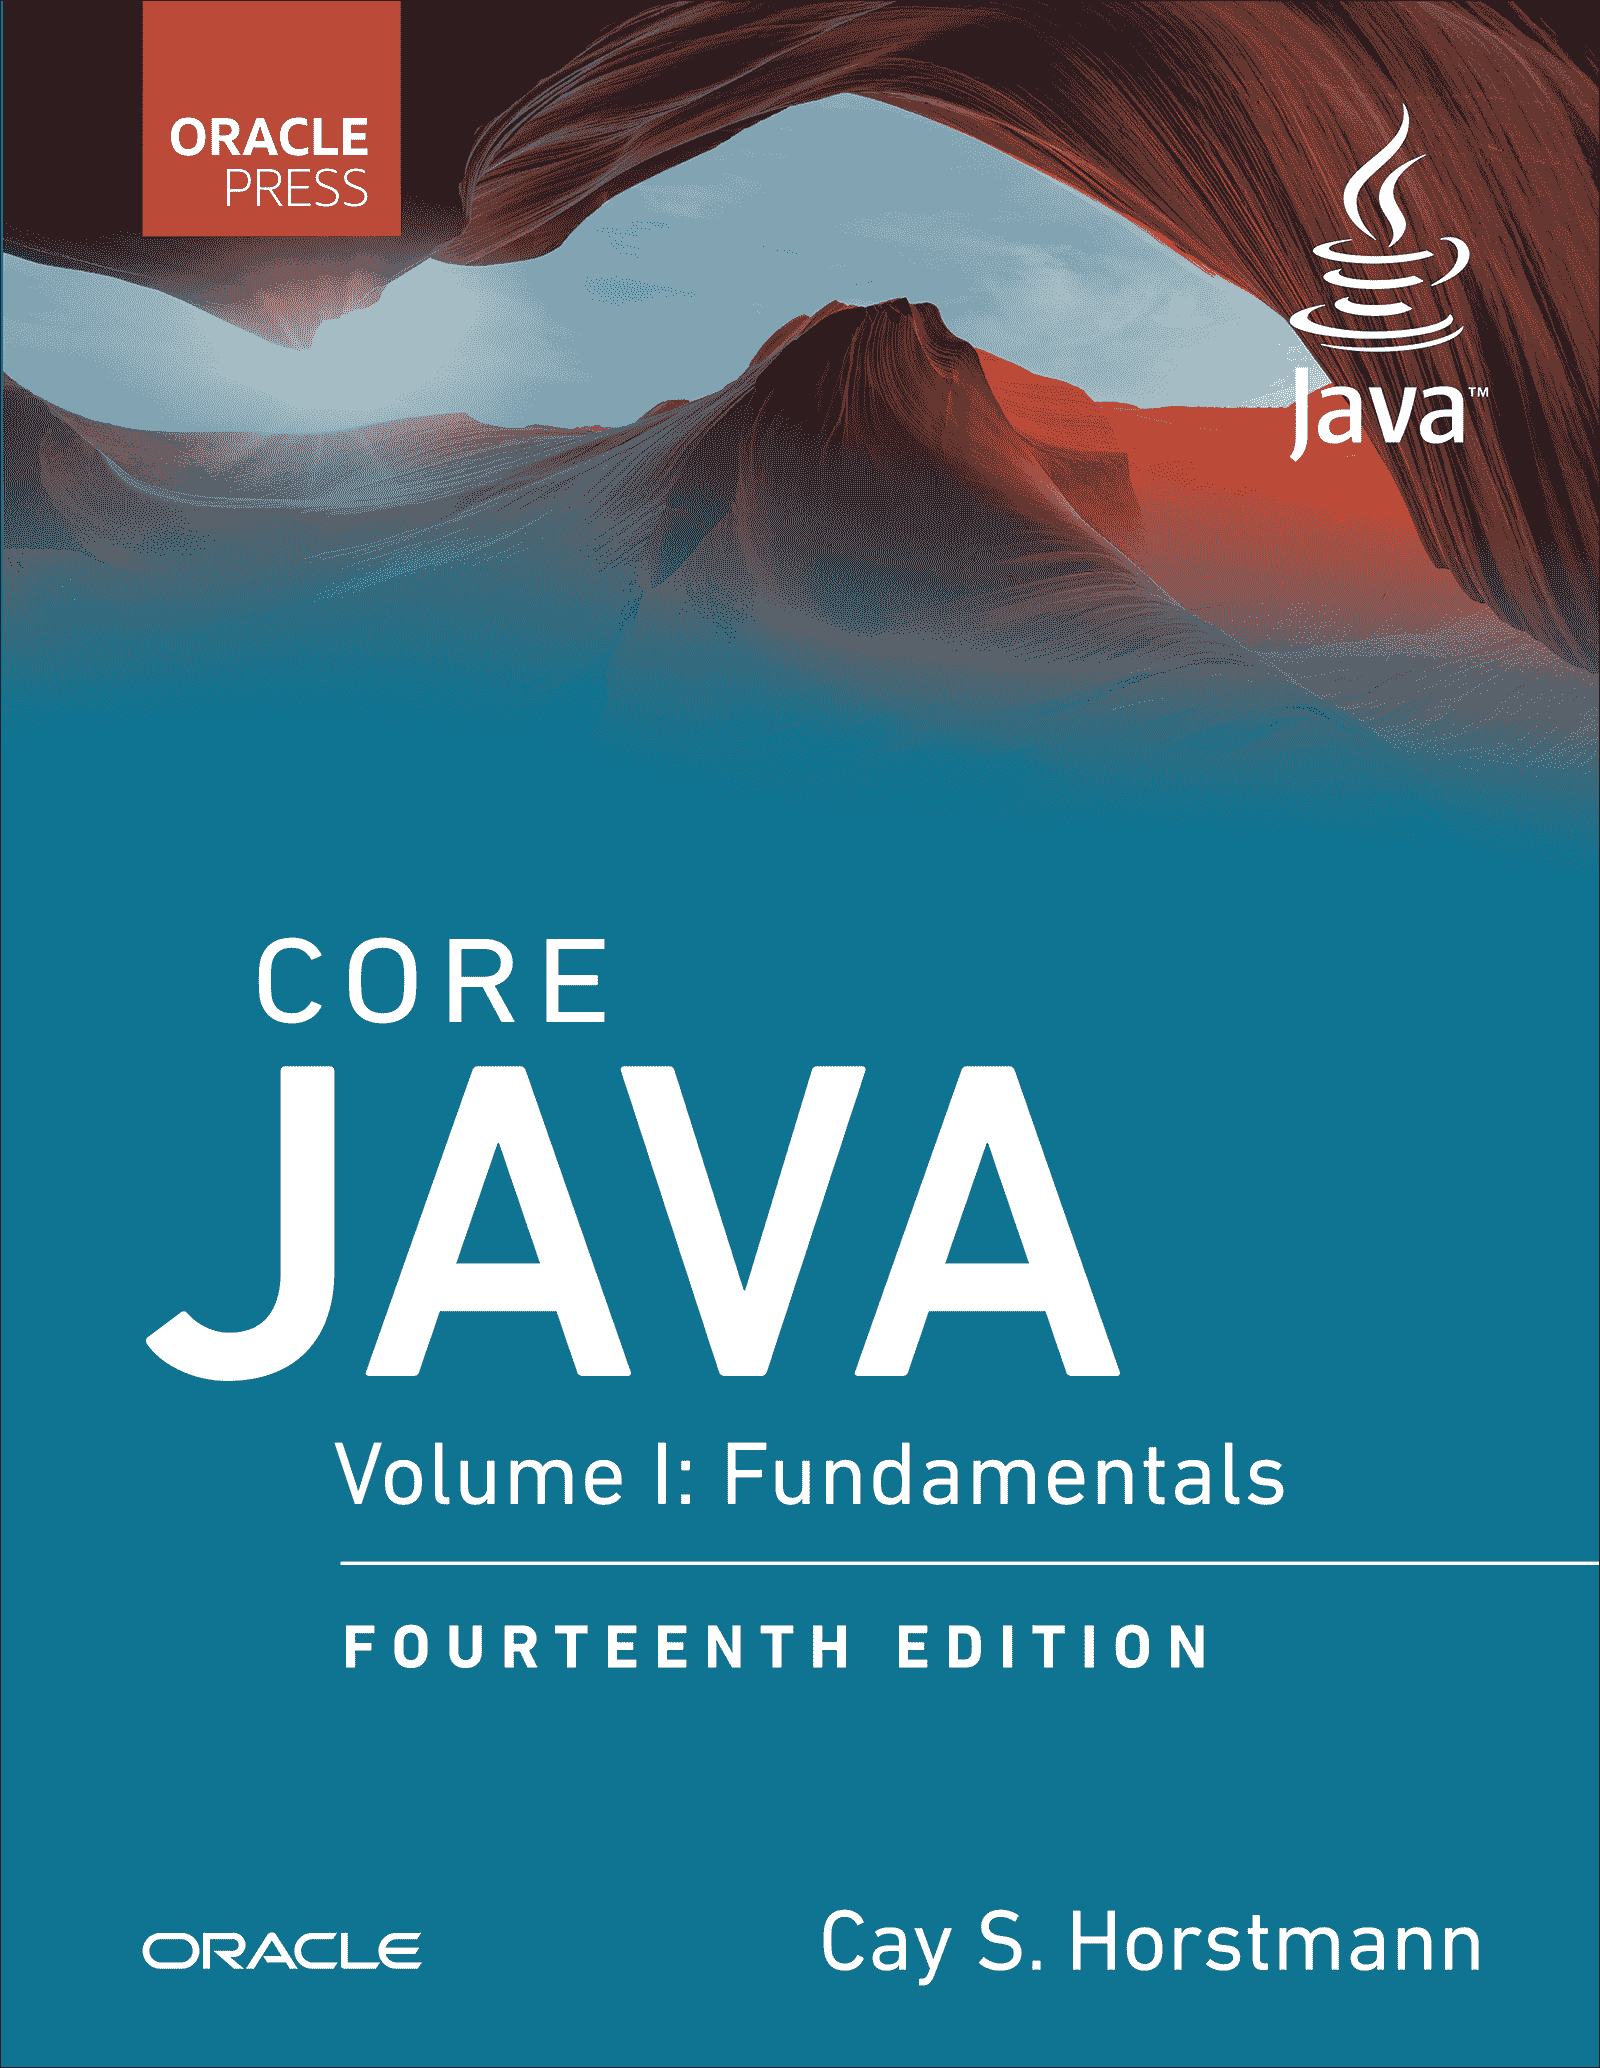 ORACLE
PRESS
Java™
CORE
JAVA
Volume I: Fundamentals
FOURTEENTH EDITION
Cay S. Horstmann
ORACLE